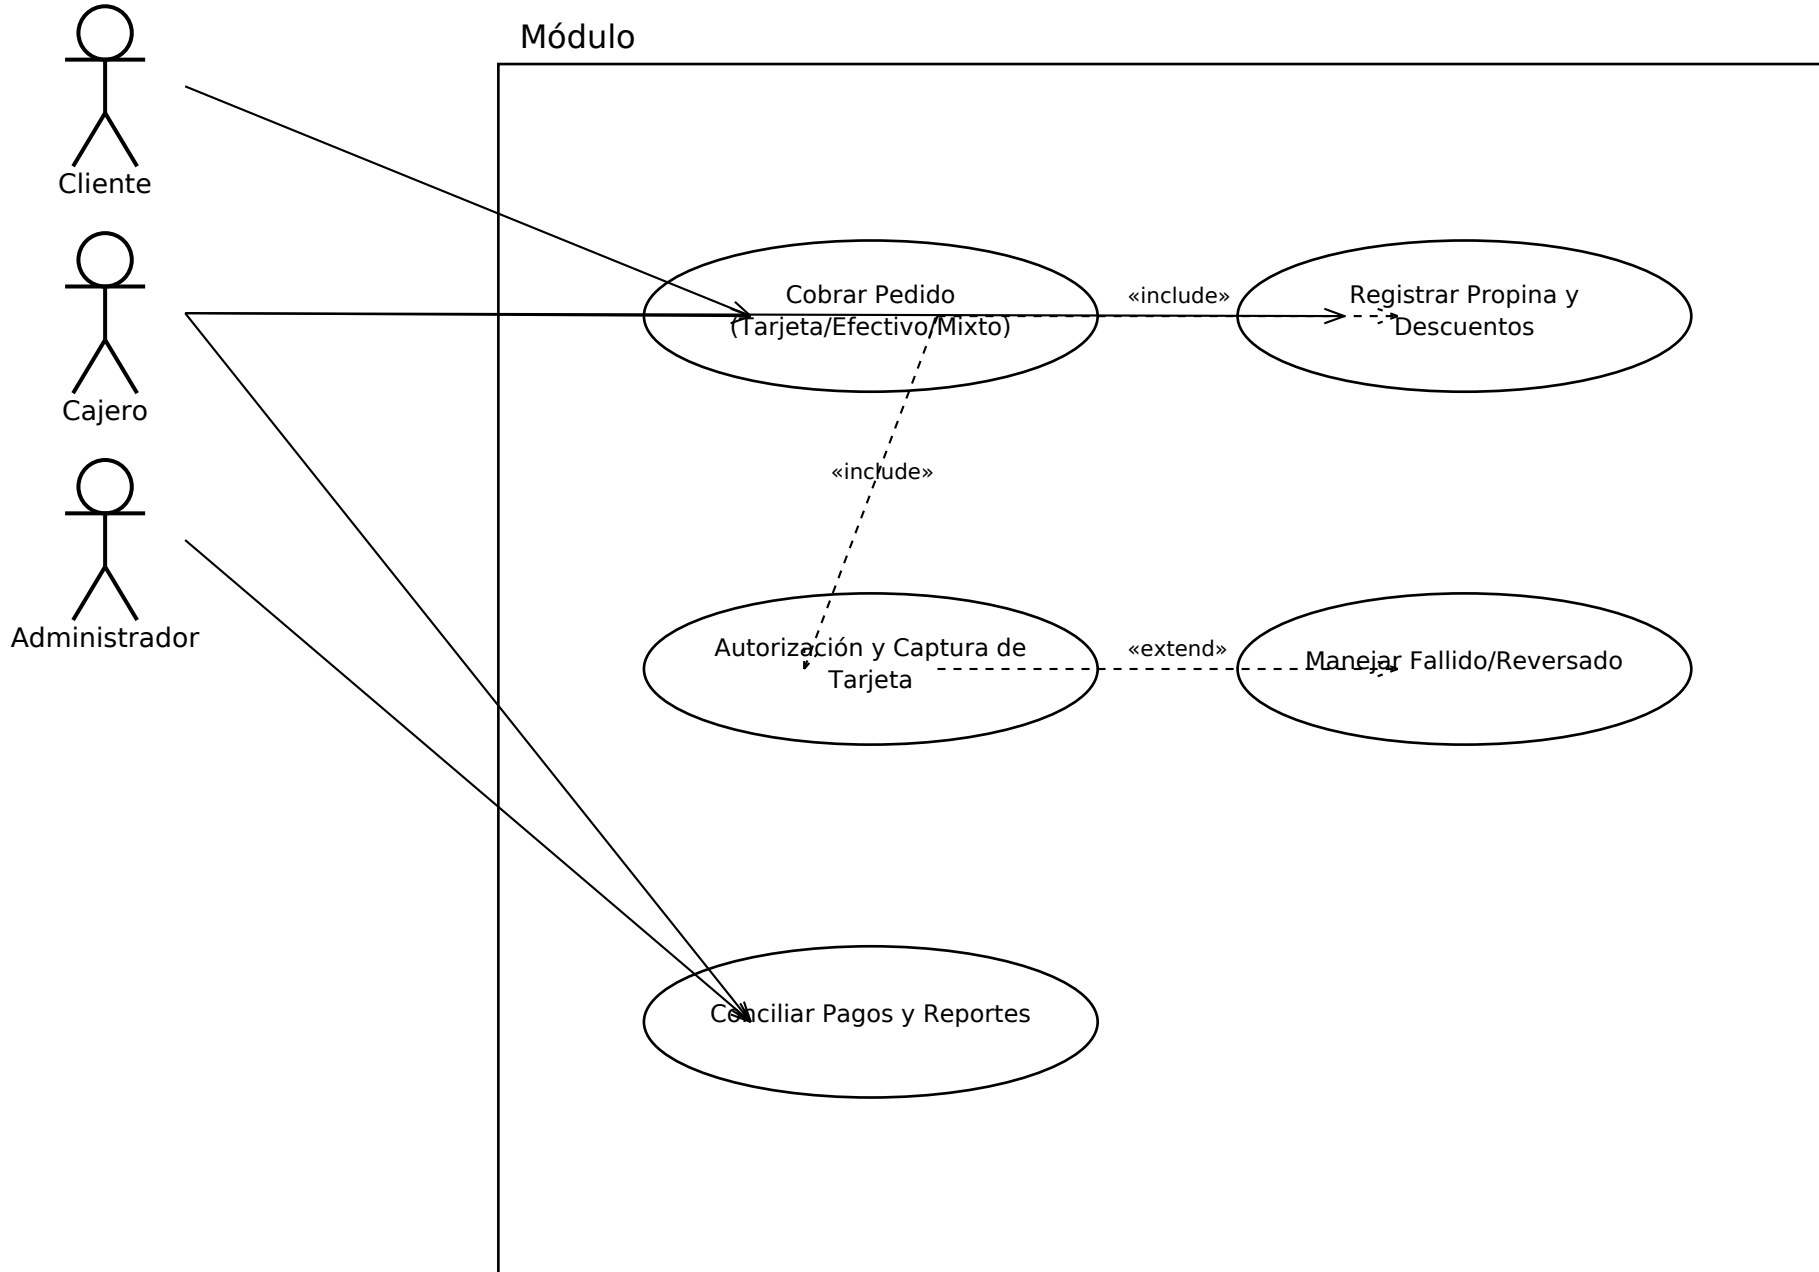 Módulo
Cliente
Cobrar Pedido
(Tarjeta/Efectivo/Mixto)
«include»
Registrar Propina y
Descuentos
Cajero
«include»
Administrador
Autorización y Captura de
Tarjeta
«extend»
Manejar Fallido/Reversado
Conciliar Pagos y Reportes